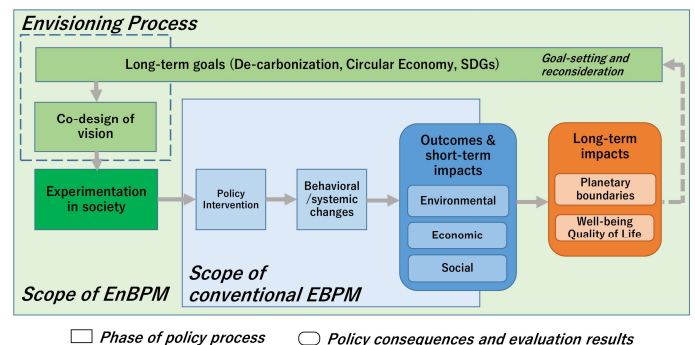 Envisioning Process
Long-term goals (De-carbonization, Circular Economy, SDGs)
Goal-setting and
reconsideration
Co-design of
vision
Experimentation
in society
Policy
Intervention
Behavioral
/systemic
changes
Outcomes &
short-term
impacts
Environmental
Economic
Social
Long-term
impacts
Planetary
boundaries
Well-being
Quality of Life
Scope of EnBPM
Scope of
conventional EBPM
Phase of policy process
Policy consequences and evaluation results